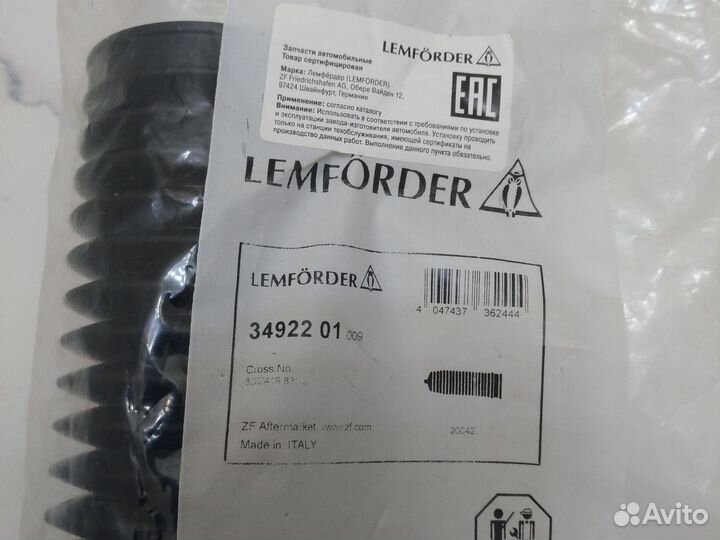 LEMFÖRDER
Запчасти автомобильные
Товар сертифицирован
Марка: Лемфёрдер (LEMFÖRDER)
ZF Friedrichshafen AG, Обере Вайден 12,
97424 Швайнфурт, Германия
EAC
Применение: согласно каталогу
Внимание: Использовать в соответствии с требованиями по установке
и эксплуатации завода-изготовителя автомобиля. Установку проводить
только на станции техобслуживания, имеющей сертификаты на
производство данных работ. Выполнение данного пункта обязательно.
LEMFÖRDER
LEMFÖRDER
4 047437 362444
34922 01 009
Cross No.:
ZF Aftermarket www.zf.com
20042
Made in ITALY
Avito